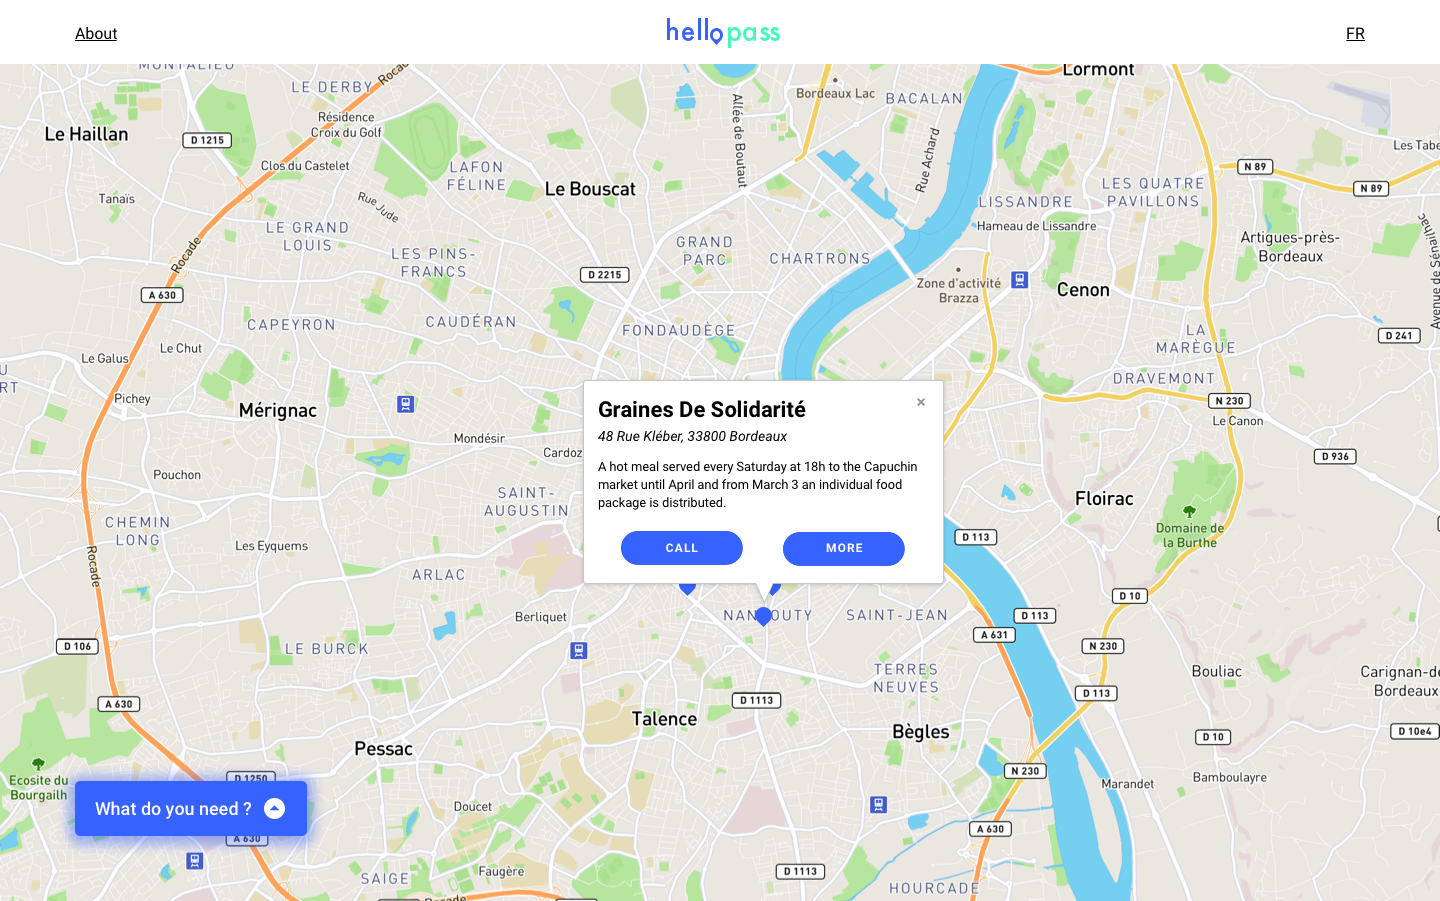 About
hellopass
FR
MONTALIEU
LE DERBY
Rocade
Lormont
Bordeaux Lac
BACALAN
Allée de Boutaut
Résidence
Croix du Golf
Le Haillan
D 1215
Rue Achard
Les Tabe
Clos du Castelet
LAFON
FÉLINE
N 89
N 89
Le Bouscat
LES QUATRE
PAVILLONS
Tanaïs
Rue Jude
LISSANDRE
Hameau de Lissandre
LE GRAND
LOUIS
Rocade
LES PINS-
FRANCS
GRAND
PARC
CHARTRONS
Artigues-près-
Bordeaux
Avenue de Sénailhac
D 2215
Zone d'activité
Brazza
Cenon
A 630
CAPEYRON
CAUDÉRAN
FONDAUDÈGE
LA
MARÈGUE
D 241
Le Galus
Le Chut
U
RT
DRAVEMONT
Pichey
Mérignac
N 230
Le Canon
Mondésir
Cardoz
D 936
Pouchon
SAINT-
AUGUSTIN
Floirac
Graines De Solidarité
×
48 Rue Kléber, 33800 Bordeaux
A hot meal served every Saturday at 18h to the Capuchin
market until April and from March 3 an individual food
package is distributed.
CALL
MORE
CHEMIN
LONG
Les Eyquems
Rocade
ARLAC
D 113
Domaine de
la Burthe
D 10
Berliquet
NAN
OUTY
SAINT-JEAN
D 113
A 631
D 106
LE BURCK
N 230
TERRES
NEUVES
Bouliac
Carignan-de
Bordeaux
D 113
A 630
D 1113
Talence
Bègles
Pessac
D 10
D 10e4
Ecosite du
Bourgailh
D 1250
N 230
Marandet
Bamboulayre
What do you need ?
Doucet
A 630
A 630
SAIGE
Faugère
D 1113
HOURCADE
Rocade